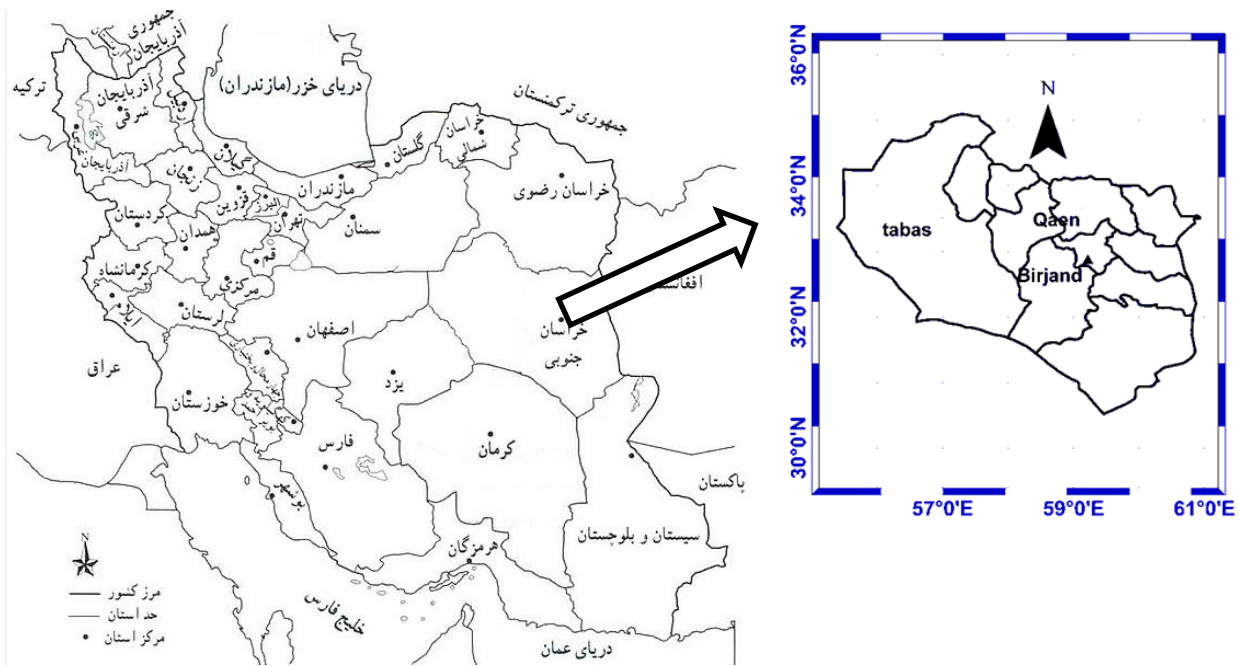 جمهوری
آذربایجان
ترکیه
آذربایجان
شرقی
دریای خزر(مازندران)
جمهوری ترکمنستان
خراسان
شمالی
گلستان
گیلان
آذربایجان
زنجان
مازندران
خراسان رضوی
قزوین
البرز
تهران
سمنان
کردستان
همدان
قم
کرمانشاه
مرکزی
لرستان
اصفهان
خراسان
جنوبی
یزد
عراق
خوزستان
فارس
کرمان
پاکستان
بوشهر
سیستان و بلوچستان
هرمزگان
خلیج فارس
دریای عمان
N
مرز کشور
حد استان
مرکز استان
N
36°0'N
34°0'N
32°0'N
30°0'N
tabas
Qaen
Birjand
57°0'E
59°0'E
61°0'E